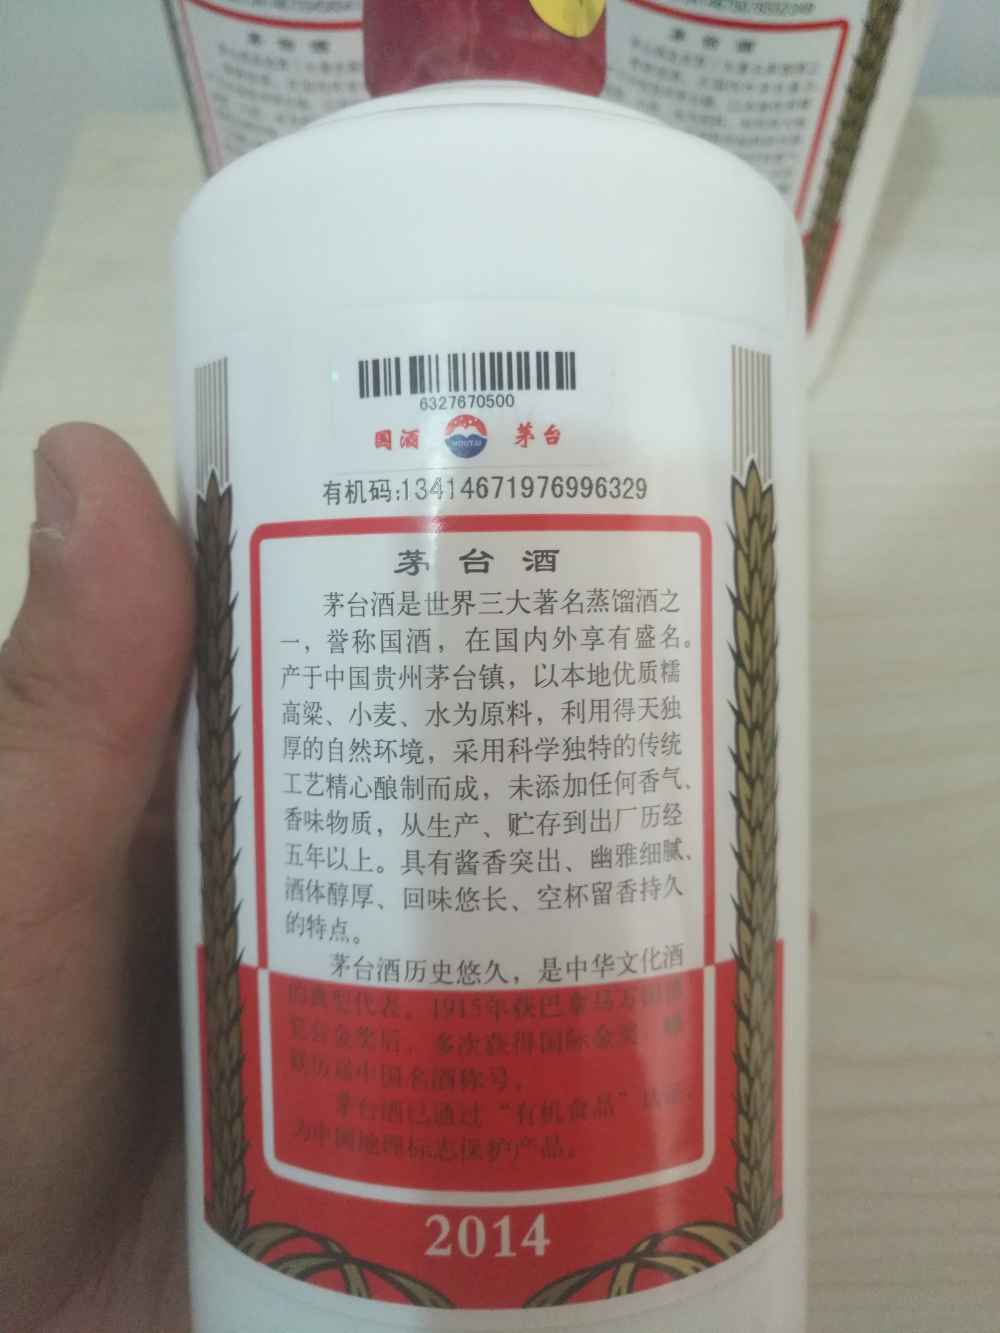 茅台酒
茅台酒
6327670500
国酒 MOUTAI 茅台
有机码:13414671976996329
茅台酒
茅台酒是世界三大著名蒸馏酒之
一，誉称国酒，在国内外享有盛名。
产于中国贵州茅台镇，以本地优质糯
高粱、小麦、水为原料，利用得天独
厚的自然环境，采用科学独特的传统
工艺精心酿制而成，未添加任何香气、
香味物质，从生产、贮存到出厂历经
五年以上。具有酱香突出、幽雅细腻、
酒体醇厚、回味悠长、空杯留香持久
的特点。
茅台酒历史悠久，是中华文化酒
的典型代表，1915年获巴拿马万国博
览会金奖后，多次获得国际金奖，蝉
联历届中国名酒称号。
茅台酒已通过“有机食品”认证，
为中国地理标志保护产品。
2014